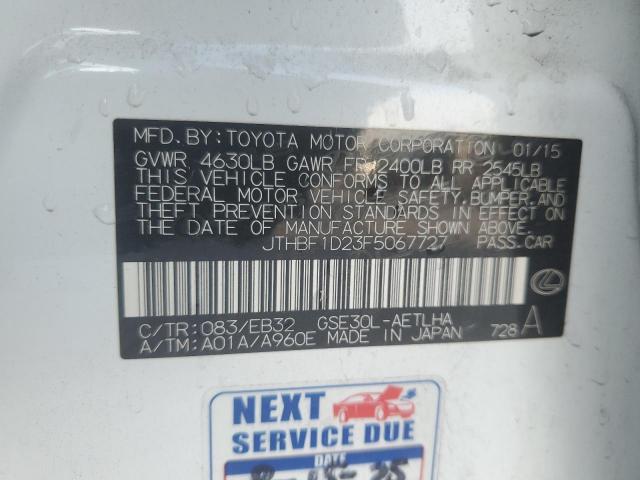 MFD. BY: TOYOTA MOTOR CORPORATION 01/15
GVWR 4630LB GAWR FR 2400LB RR 2545LB
THIS VEHICLE CONFORMS TO ALL APPLICABLE
FEDERAL MOTOR VEHICLE SAFETY, BUMPER, AND
THEFT PREVENTION STANDARDS IN EFFECT ON
THE DATE OF MANUFACTURE SHOWN ABOVE.
JTHBF1D23F5067727 PASS. CAR
C/TR: 083/EB32 GSE30L-AETLHA
A/TM: A01A/A960E MADE IN JAPAN 728 A
NEXT
SERVICE DUE
DATE